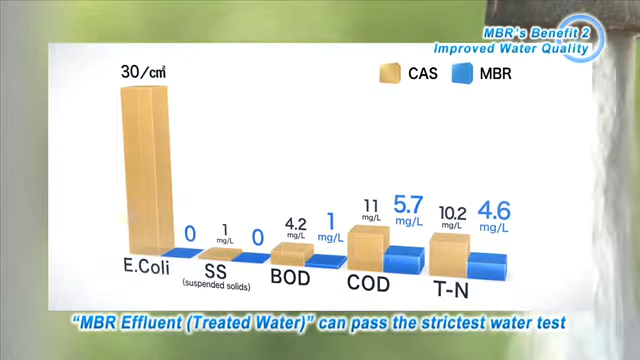 MBR's Benefit 2
Improved Water Quality
30/cm²
CAS
MBR
0
1
mg/L
0
4.2
mg/L
1
mg/L
11
mg/L
5.7
mg/L
10.2
mg/L
4.6
mg/L
E.Coli
SS
(suspended solids)
BOD
COD
T-N
"MBR Effluent (Treated Water)" can pass the strictest water test